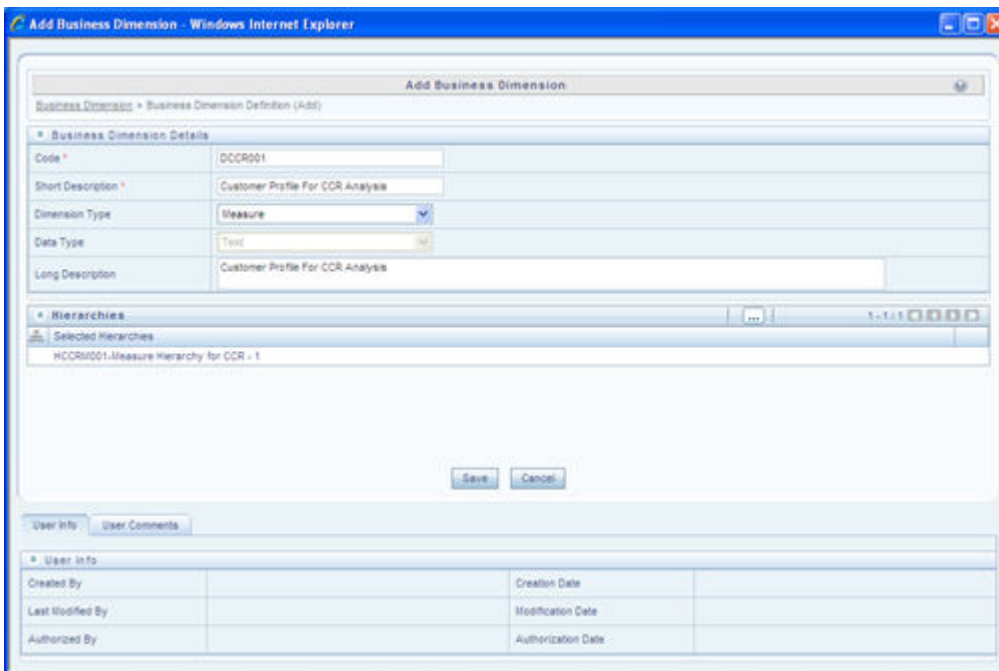 Add Business Dimension - Windows Internet Explorer
Add Business Dimension
Business Dimension » Business Dimension Definition (Add)
Business Dimension Details
Code * DCCR001
Short Description * Customer Profile For CCR Analysis
Dimension Type Measure
Data Type Text
Long Description Customer Profile For CCR Analysis
Hierarchies ... 1 - 1 / 1
Selected Hierarchies
HCCRM001-Measure Hierarchy for CCR - 1
Save Cancel
User Info User Comments
User Info
Created By Creation Date
Last Modified By Modification Date
Authorized By Authorization Date